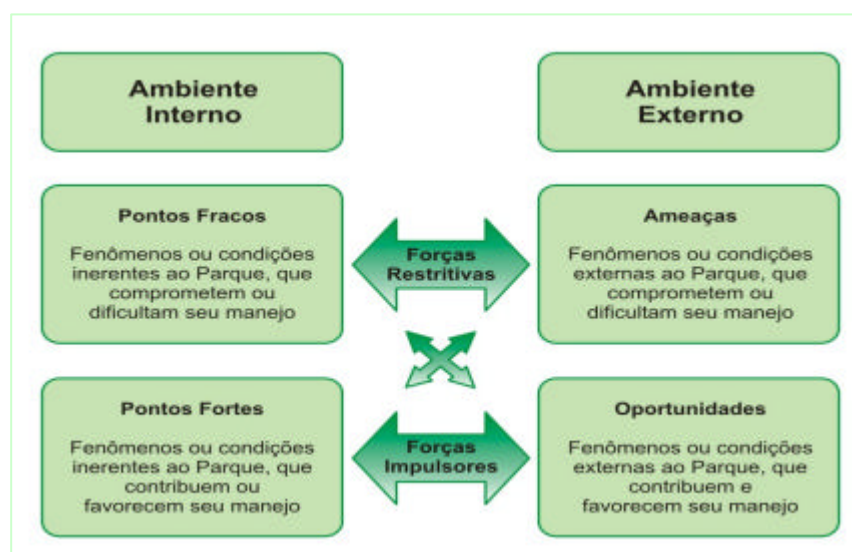 Ambiente
Interno
Ambiente
Externo
Pontos Fracos
Fenômenos ou condições
inerentes ao Parque, que
comprometem ou
dificultam seu manejo
Forças
Restritivas
Ameaças
Fenômenos ou condições
externas ao Parque, que
comprometem ou
dificultam seu manejo
Pontos Fortes
Fenômenos ou condições
inerentes ao Parque, que
contribuem ou
favorecem seu manejo
Forças
Impulsores
Oportunidades
Fenômenos ou condições
externas ao Parque, que
contribuem e
favorecem seu manejo